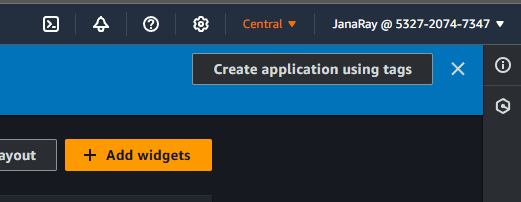 Central JanaRay @ 5327-2074-7347
Create application using tags
ayout + Add widgets